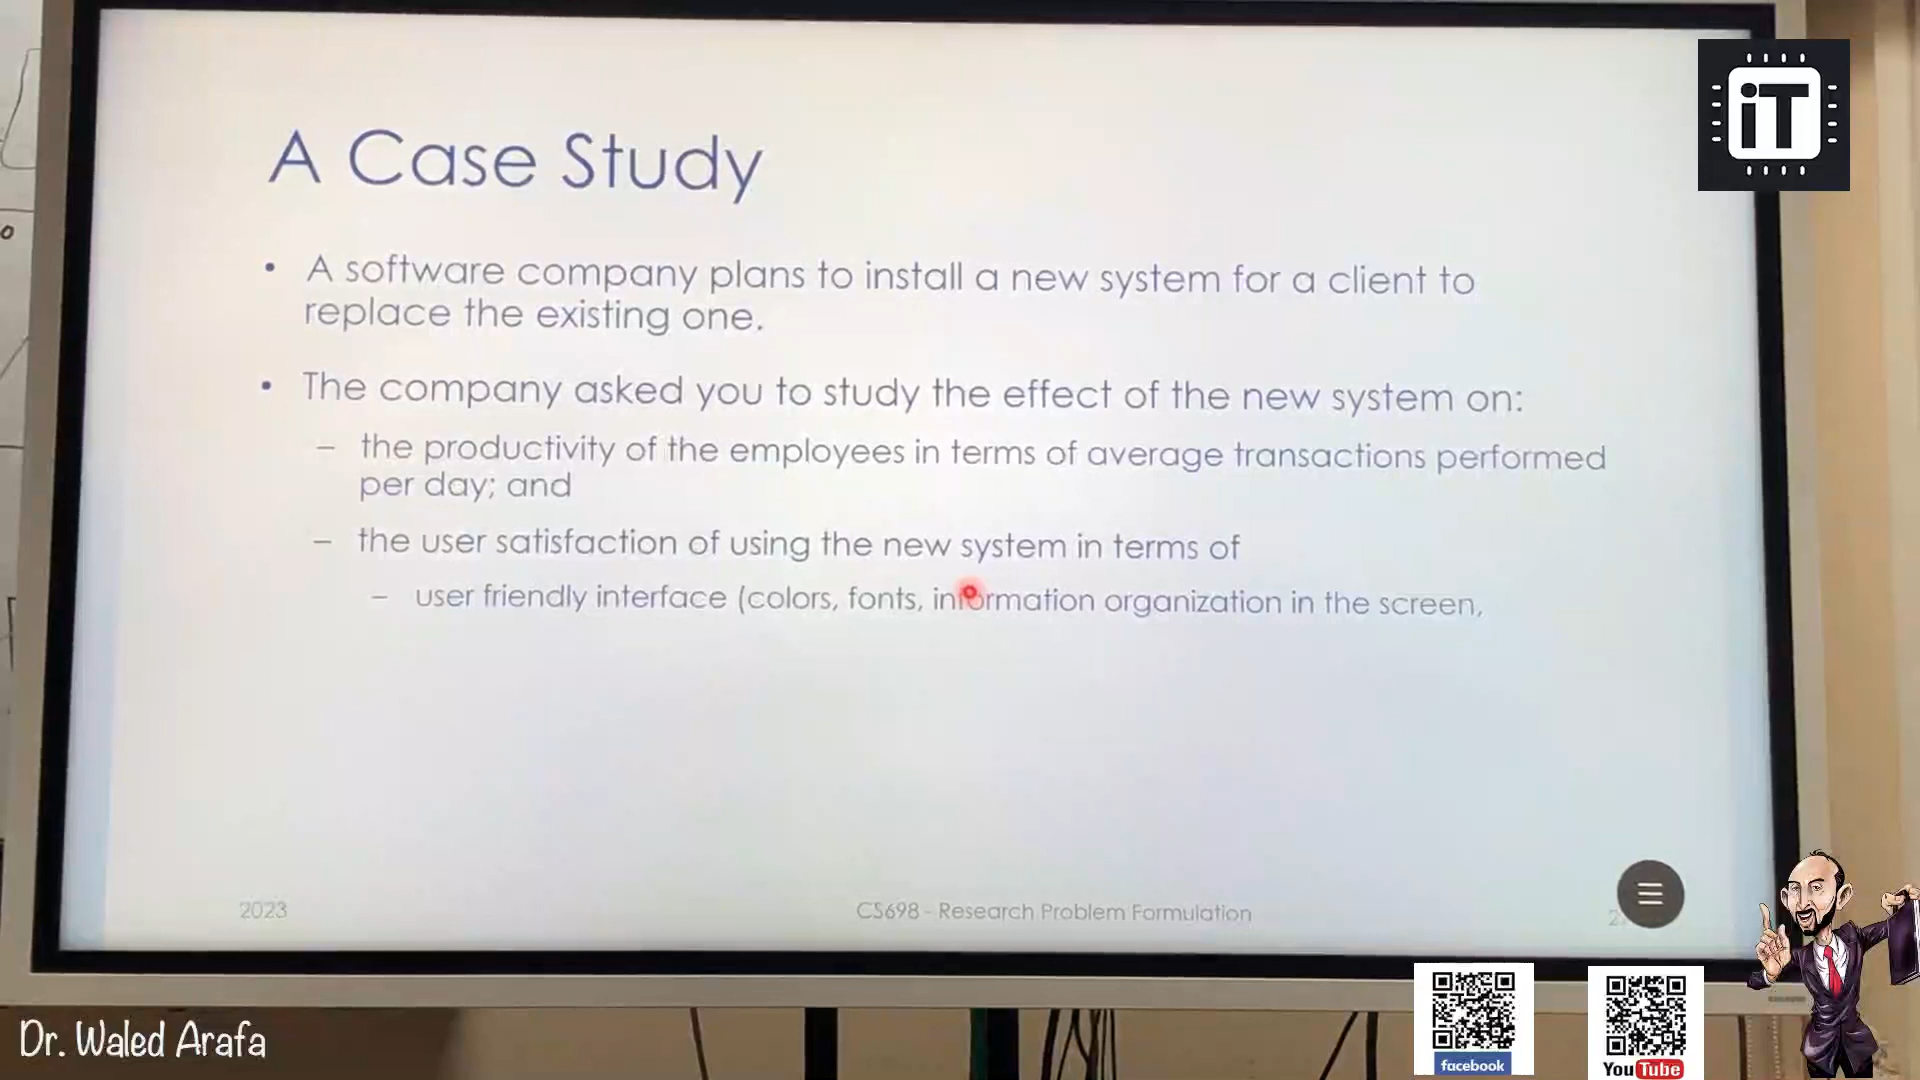 iT
A Case Study
• A software company plans to install a new system for a client to
replace the existing one.
• The company asked you to study the effect of the new system on:
– the productivity of the employees in terms of average transactions performed
per day; and
– the user satisfaction of using the new system in terms of
– user friendly interface (colors, fonts, information organization in the screen,
2023
CS698 - Research Problem Formulation
Dr. Waled Arafa
facebook
YouTube